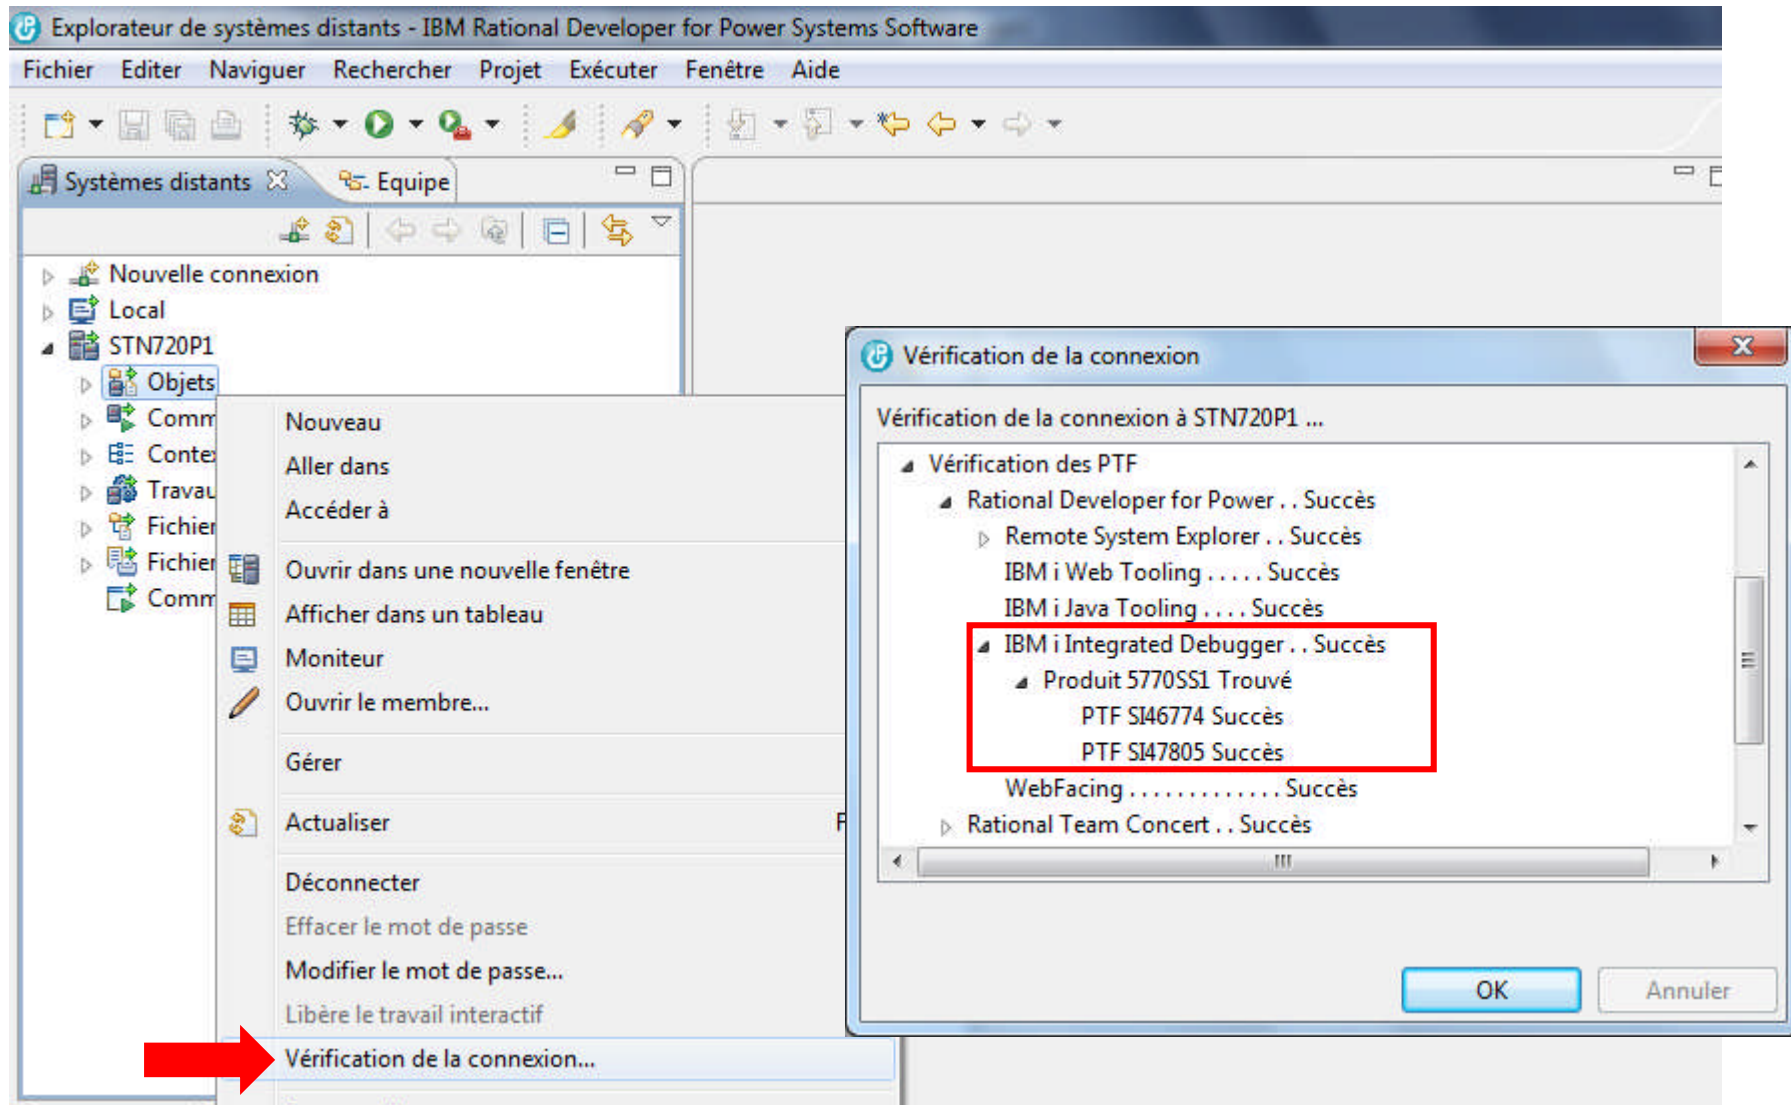 Explorateur de systèmes distants - IBM Rational Developer for Power Systems Software
Fichier Editer Naviguer Rechercher Projet Exécuter Fenêtre Aide
Systèmes distants Equipe
Nouvelle connexion
Local
STN720P1
Objets
Comm
Conte
Travau
Fichier
Fichier
Comm
Nouveau
Aller dans
Accéder à
Ouvrir dans une nouvelle fenêtre
Afficher dans un tableau
Moniteur
Ouvrir le membre...
Gérer
Actualiser F
Déconnecter
Effacer le mot de passe
Modifier le mot de passe...
Libère le travail interactif
Vérification de la connexion...
Vérification de la connexion
Vérification de la connexion à STN720P1 ...
Vérification des PTF
Rational Developer for Power . . Succès
Remote System Explorer . . Succès
IBM i Web Tooling . . . . . Succès
IBM i Java Tooling . . . . Succès
IBM i Integrated Debugger . . Succès
Produit 5770SS1 Trouvé
PTF SI46774 Succès
PTF SI47805 Succès
WebFacing . . . . . . . . . . . . . Succès
Rational Team Concert . . Succès
OK Annuler